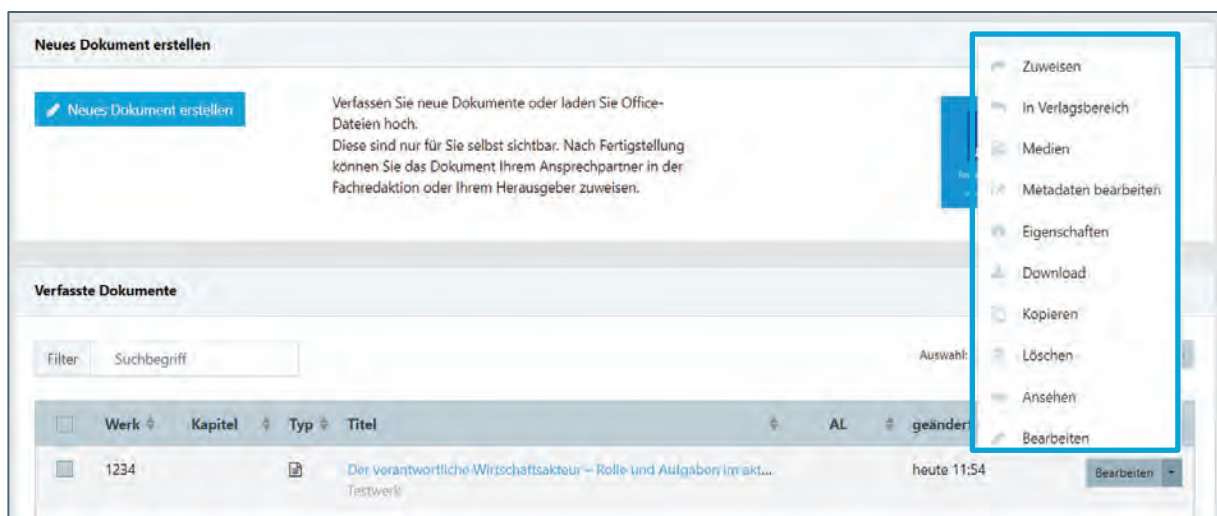 Neues Dokument erstellen
Neues Dokument erstellen
Verfassen Sie neue Dokumente oder laden Sie Office-
Dateien hoch.
Diese sind nur für Sie selbst sichtbar. Nach Fertigstellung
können Sie das Dokument Ihrem Ansprechpartner in der
Fachredaktion oder Ihrem Herausgeber zuweisen.
Zuweisen
In Verlagsbereich
Medien
Metadaten bearbeiten
Eigenschaften
Download
Kopieren
Löschen
Ansehen
Bearbeiten
Verfasste Dokumente
Filter Suchbegriff Auswahl:
Werk Kapitel Typ Titel AL geändert
1234 Der verantwortliche Wirtschaftsakteur – Rolle und Aufgaben im akt... heute 11:54 Bearbeiten
Testwerk